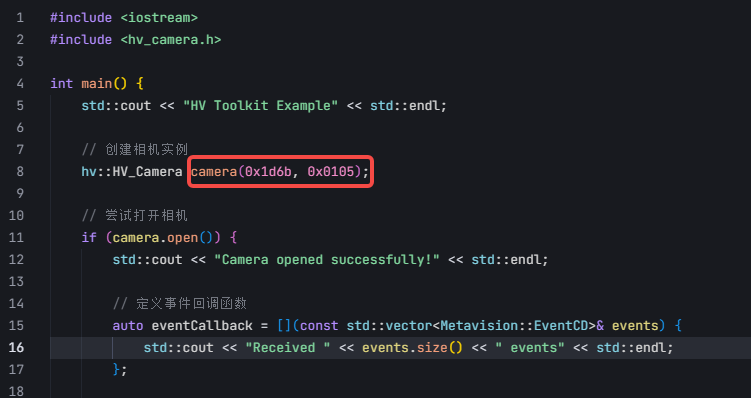 1 #include <iostream>
2 #include <hv_camera.h>
3
4 int main() {
5     std::cout << "HV Toolkit Example" << std::endl;
6
7     // 创建相机实例
8     hv::HV_Camera camera(0x1d6b, 0x0105);
9
10     // 尝试打开相机
11     if (camera.open()) {
12         std::cout << "Camera opened successfully!" << std::endl;
13
14         // 定义事件回调函数
15         auto eventCallback = [](const std::vector<Metavision::EventCD>& events) {
16             std::cout << "Received " << events.size() << " events" << std::endl;
17         };
18